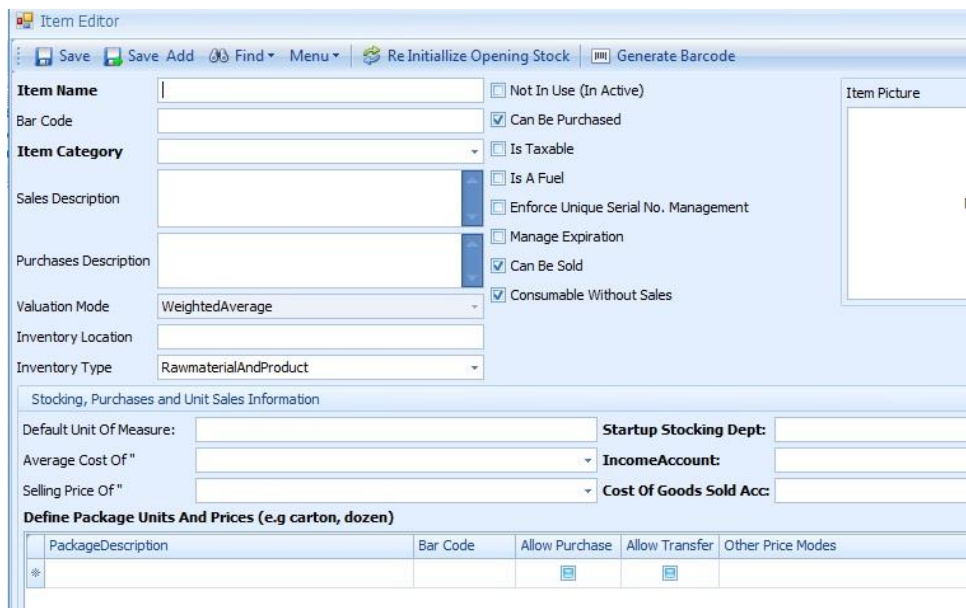 Item Editor
Save Save Add Find Menu Re Initiallize Opening Stock Generate Barcode
Item Name Not In Use (In Active) Item Picture
Bar Code Can Be Purchased
Item Category Is Taxable
Is A Fuel
Sales Description
Enforce Unique Serial No. Management
Manage Expiration
Purchases Description Can Be Sold
Valuation Mode WeightedAverage Consumable Without Sales
Inventory Location
Inventory Type RawmaterialAndProduct
Stocking, Purchases and Unit Sales Information
Default Unit Of Measure: Startup Stocking Dept:
Average Cost Of " IncomeAccount:
Selling Price Of " Cost Of Goods Sold Acc:
Define Package Units And Prices (e.g carton, dozen)
PackageDescription Bar Code Allow Purchase Allow Transfer Other Price Modes